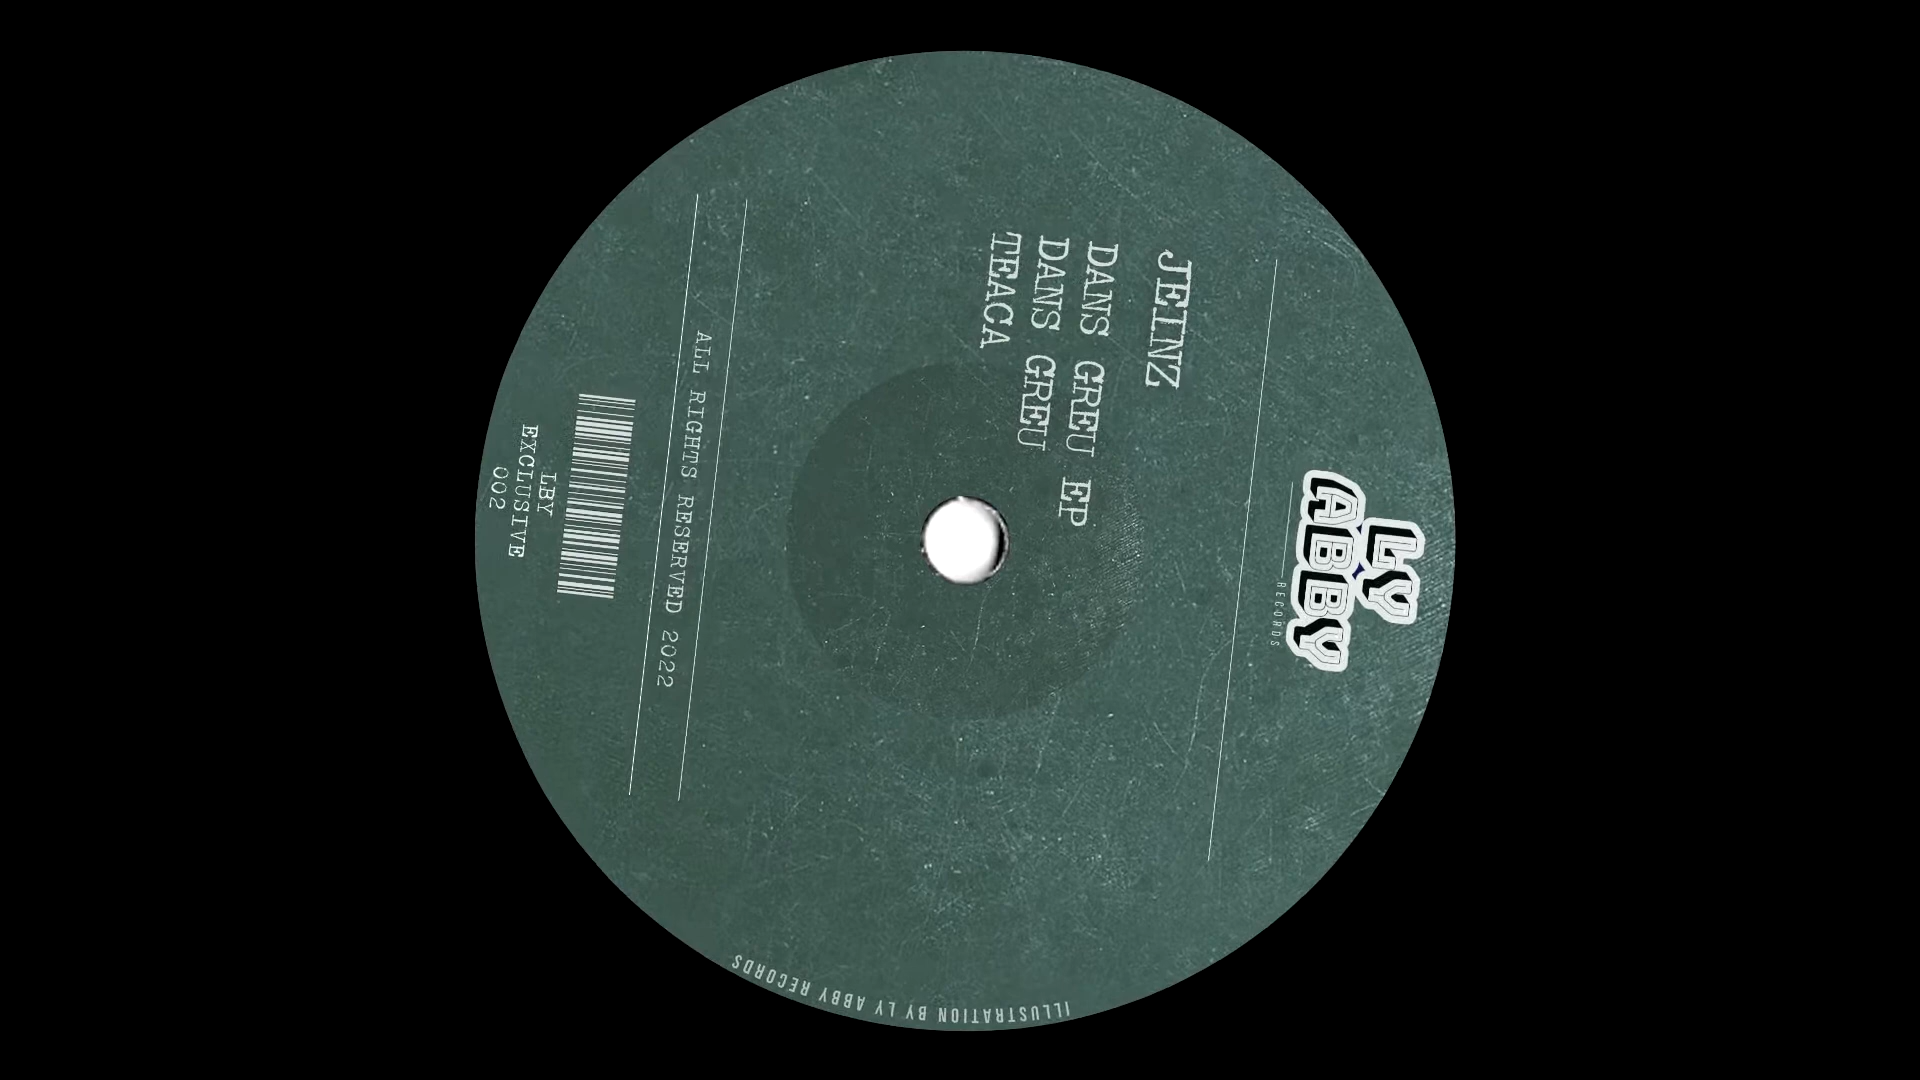 LY
ABBY
RECORDS
JEINZ
DANS GREU EP
DANS GREU
TEACA
ALL RIGHTS RESERVED 2022
LBY
EXCLUSIVE
002
ILLUSTRATION BY LY ABBY RECORDS